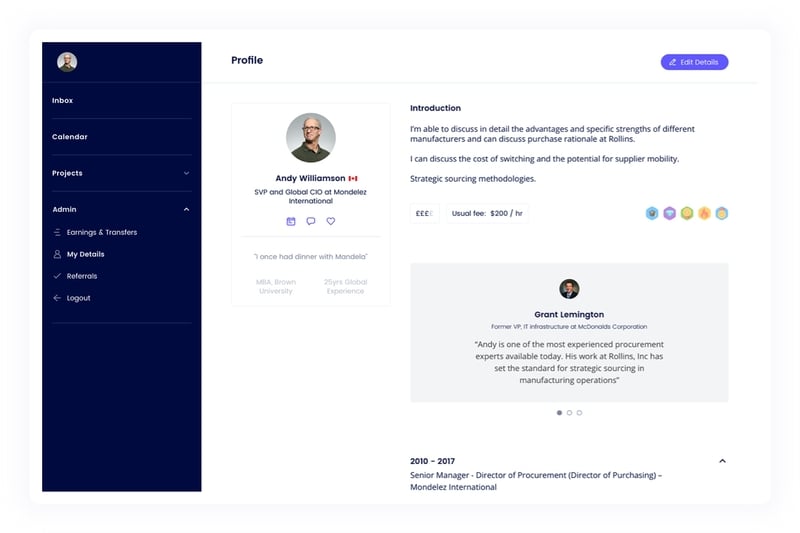 Profile
Edit Details
Inbox
Calendar
Projects
Admin
Earnings & Transfers
My Details
Referrals
Logout
Andy Williamson
SVP and Global CIO at Mondelez
International
"I once had dinner with Mandela"
MBA, Brown
University
25yrs Global
Experience
Introduction
I'm able to discuss in detail the advantages and specific strengths of different
manufacturers and can discuss purchase rationale at Rollins.
I can discuss the cost of switching and the potential for supplier mobility.
Strategic sourcing methodologies.
££££
Usual fee: $200 / hr
Grant Lemington
Former VP, IT infrastructure at McDonalds Corporation
“Andy is one of the most experienced procurement
experts available today. His work at Rollins, Inc has
set the standard for strategic sourcing in
manufacturing operations”
2010 - 2017
Senior Manager - Director of Procurement (Director of Purchasing) –
Mondelez International